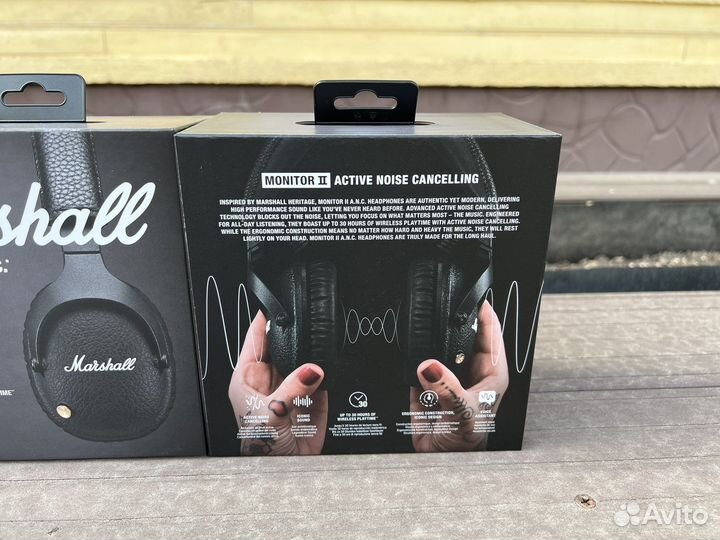 shall
Marshall
MONITOR II ACTIVE NOISE CANCELLING
INSPIRED BY MARSHALL HERITAGE, MONITOR II A.N.C. HEADPHONES ARE AUTHENTIC YET MODERN, DELIVERING
HIGH PERFORMANCE SOUND LIKE YOU'VE NEVER HEARD BEFORE. ADVANCED ACTIVE NOISE CANCELLING
TECHNOLOGY BLOCKS OUT THE NOISE, LETTING YOU FOCUS ON WHAT MATTERS MOST – THE MUSIC. ENGINEERED
FOR ALL-DAY LISTENING, THEY BOAST UP TO 30 HOURS OF WIRELESS PLAYTIME WITH ACTIVE NOISE CANCELLING.
WHILE THE ERGONOMIC CONSTRUCTION MEANS NO MATTER HOW HARD AND HEAVY THE MUSIC, THEY WILL REST
LIGHTLY ON YOUR HEAD. MONITOR II A.N.C. HEADPHONES ARE TRULY MADE FOR THE LONG HAUL.
30
ACTIVE NOISE
CANCELLING
ICONIC
SOUND
UP TO 30 HOURS OF
WIRELESS PLAYTIME
ERGONOMIC CONSTRUCTION,
ICONIC DESIGN
VOICE
ASSISTANT
Avito